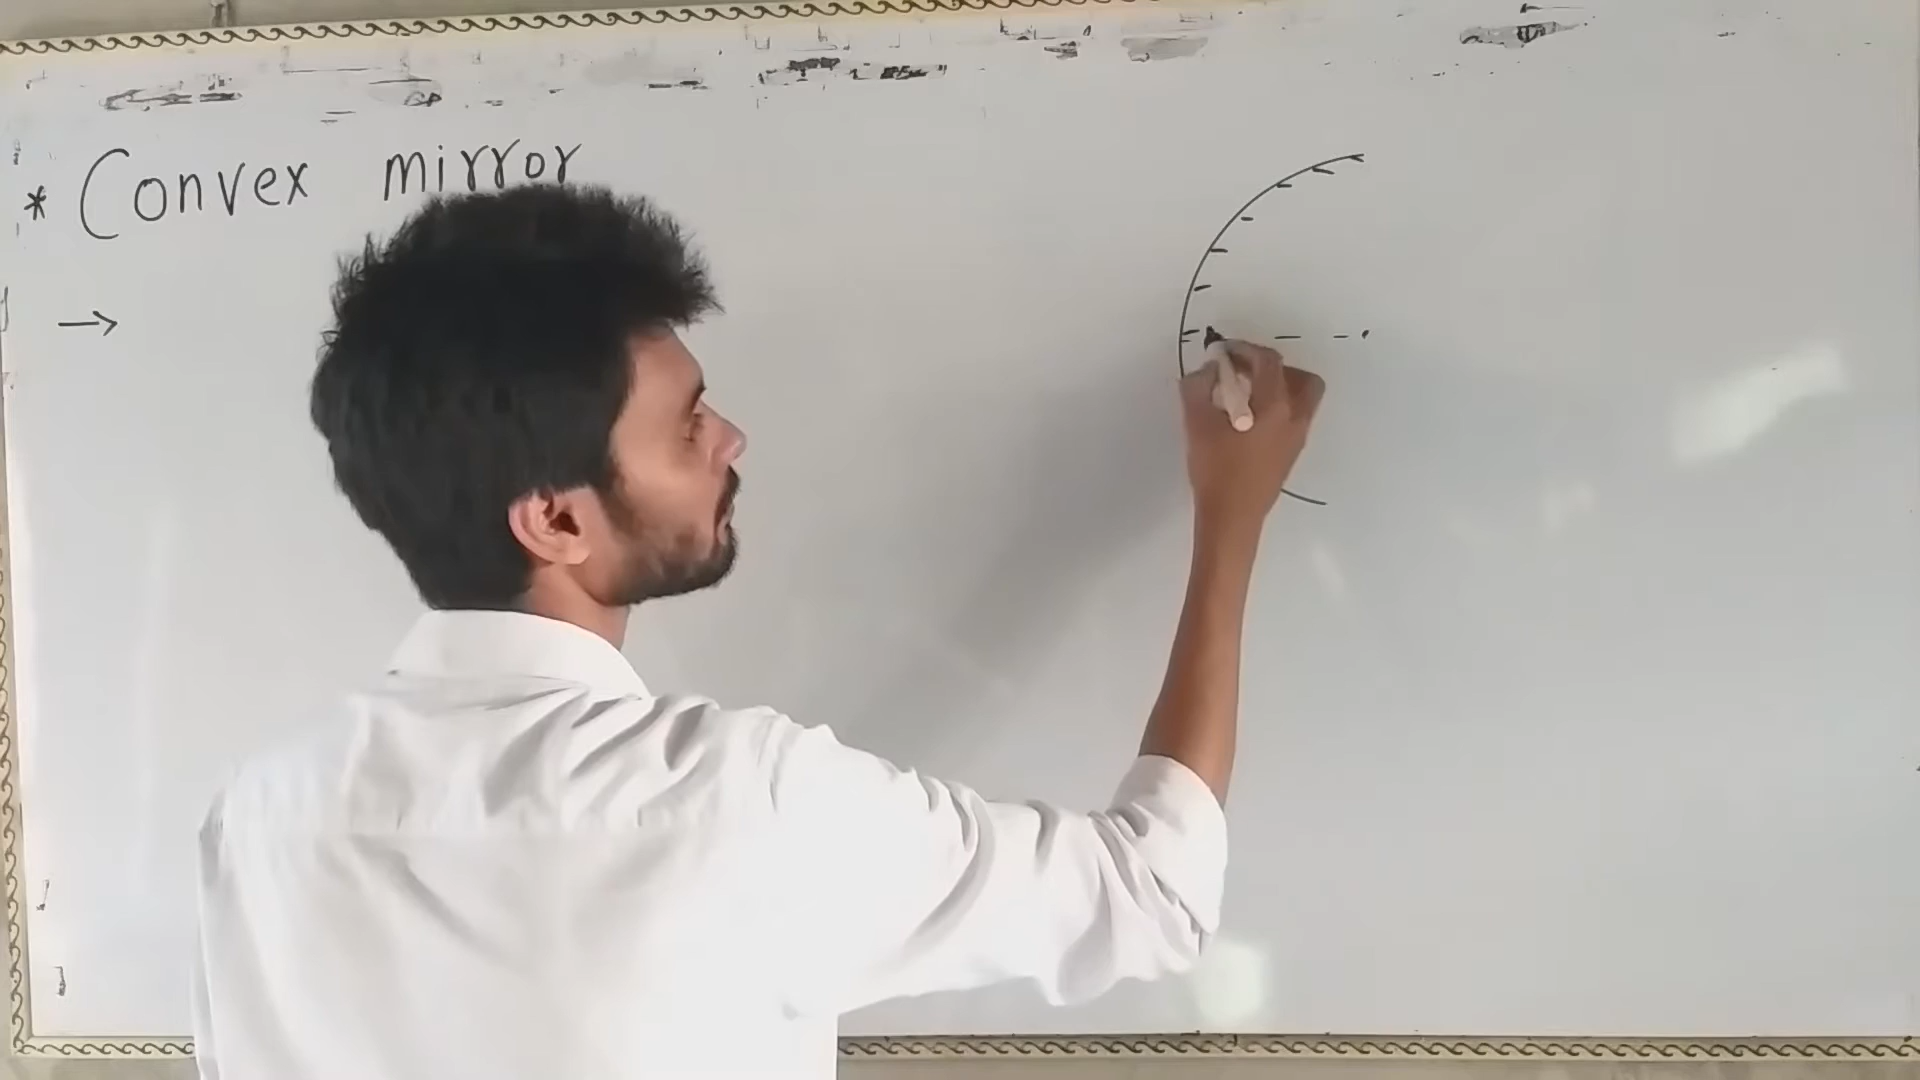 * Convex mirror
→